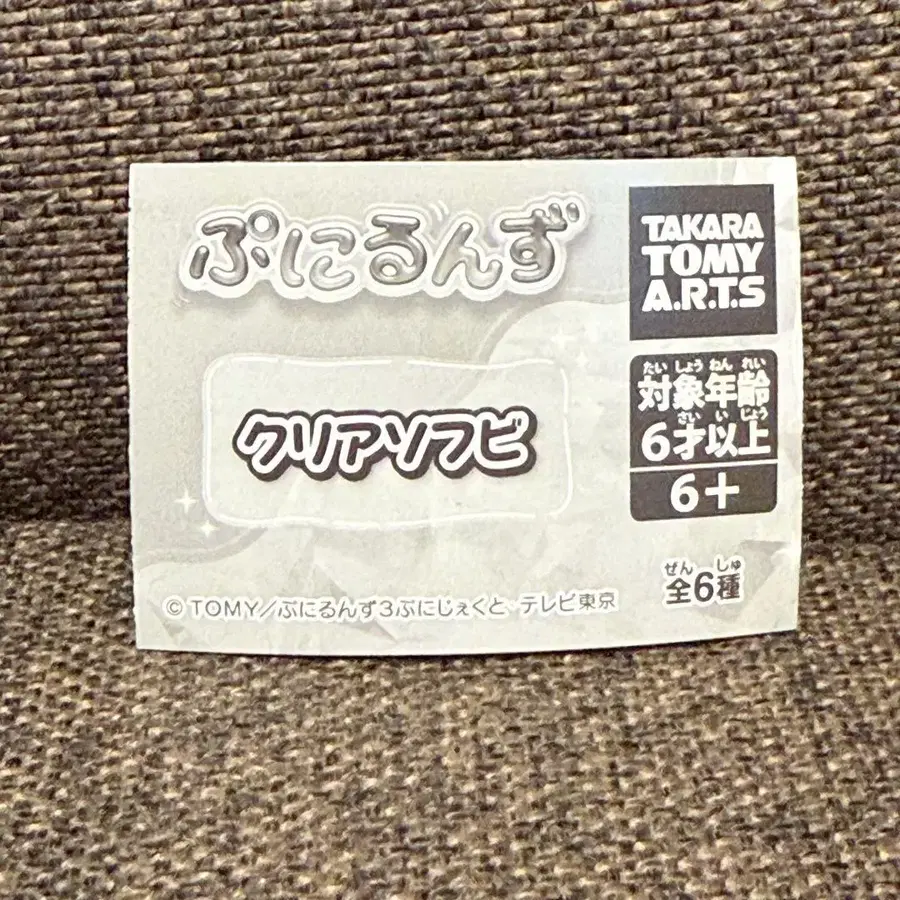 ぷにるんず
クリアソフビ
© TOMY/ぷにるんず3ぷにじぇくと、テレビ東京
TAKARA
TOMY
A.R.T.S
たい しょう ねん れい
対象年齢
さい い じょう
6才以上
6+
ぜん しゅ
全6種